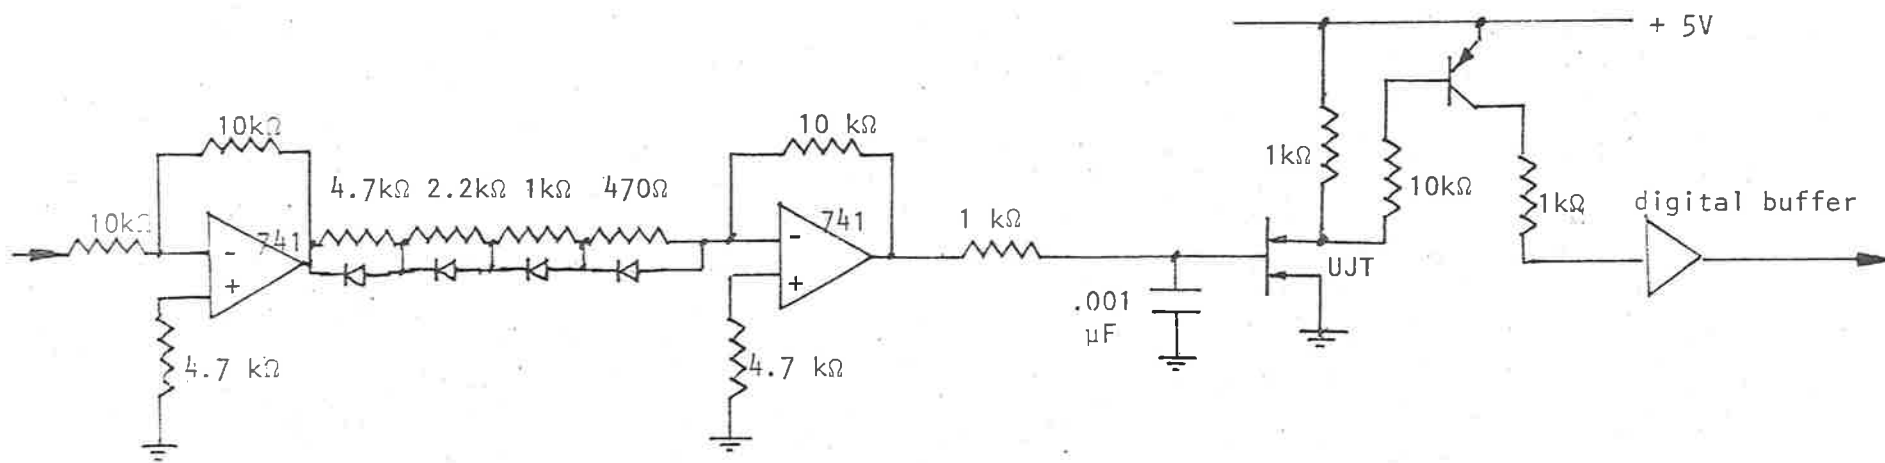 + 5V
10kΩ
10 kΩ
4.7kΩ 2.2kΩ 1kΩ 470Ω
1kΩ
10kΩ
1kΩ
digital buffer
10kΩ
741
-
+
741
-
+
1 kΩ
UJT
.001
µF
4.7 kΩ
4.7 kΩ